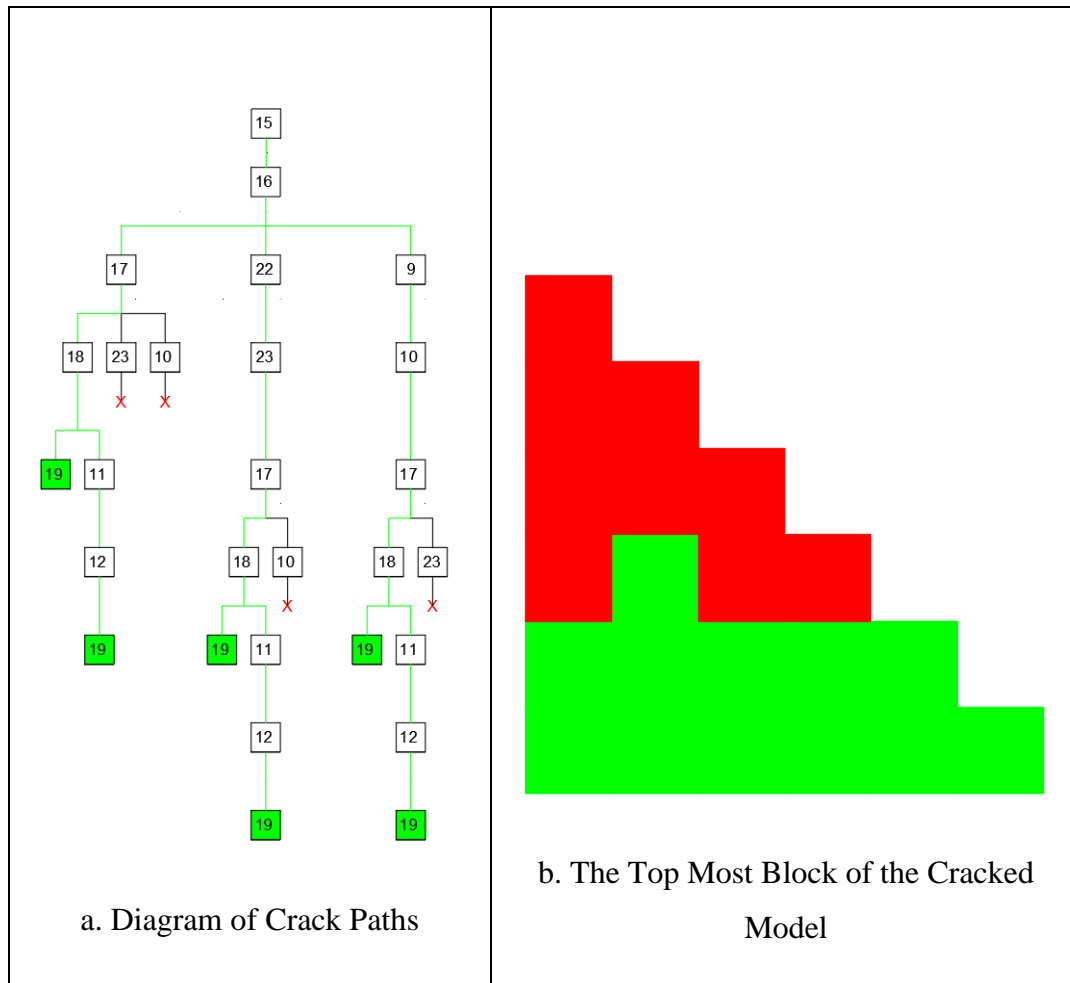 15
16
17 22 9
18 23 10 23 10
X X
19 11 17 17
12 18 10 18 23
X X
19 19 11 19 11
12 12
19 19
a. Diagram of Crack Paths
b. The Top Most Block of the Cracked
Model